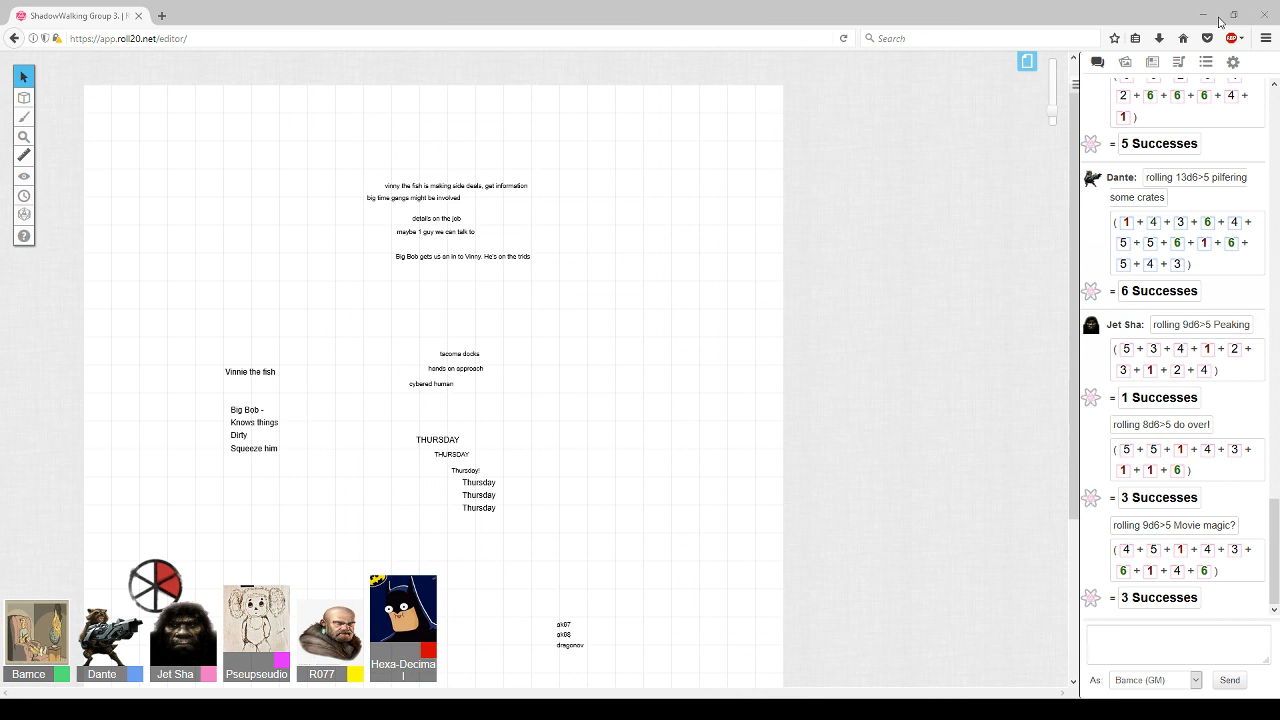 ShadowWalking Group 3. | R
https://app.roll20.net/editor/
Search
vinny the fish is making side deals, get information
big time gangs might be involved
details on the job
maybe 1 guy we can talk to
Big Bob gets us an in to Vinny. He's on the trids
tacoma docks
hands on approach
cybered human
Vinnie the fish
Big Bob -
Knows things
Dirty
Squeeze him
THURSDAY
THURSDAY
Thursday!
Thursday
Thursday
Thursday
ak67
ak68
dragonov
Bamce
Dante
Jet Sha
Pseupseudio
R077
Hexa-Decima
l
2 + 6 + 6 + 6 + 4 +
1 )
= 5 Successes
Dante: rolling 13d6>5 pilfering
some crates
( 1 + 4 + 3 + 6 + 4 +
5 + 5 + 6 + 1 + 6 +
5 + 4 + 3 )
= 6 Successes
Jet Sha: rolling 9d6>5 Peaking
( 5 + 3 + 4 + 1 + 2 +
3 + 1 + 2 + 4 )
= 1 Successes
rolling 8d6>5 do over!
( 5 + 5 + 1 + 4 + 3 +
1 + 1 + 6 )
= 3 Successes
rolling 9d6>5 Movie magic?
( 4 + 5 + 1 + 4 + 3 +
6 + 1 + 4 + 6 )
= 3 Successes
As: Bamce (GM) Send